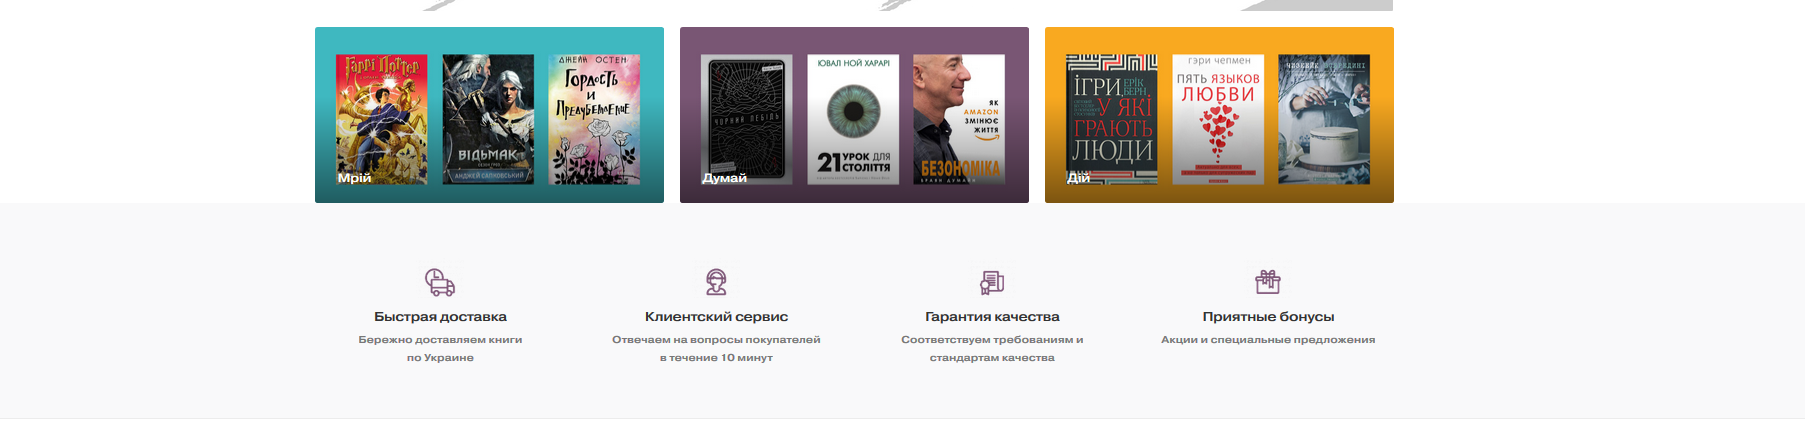 Гаррі Поттер
ВІДЬМАК
АНДЖЕЙ САПКОВСЬКИЙ
ДЖЕЙН ОСТЕН
ГОРДОСТЬ
И
ПРЕДУБЕЖДЕНИЕ
Мрій
ЧОРНИЙ ЛЕБІДЬ
ЮВАЛ НОЙ ХАРАРІ
21 УРОК ДЛЯ
СТОЛІТТЯ
ЯК
AMAZON
ЗМІНЮЄ
ЖИТТЯ
БЕЗОНОМІКА
БРАЯН ДУМЕЙН
Думай
ІГРИ, ЕРІК БЕРН
У ЯКІ
ГРАЮТЬ
ЛЮДИ
ГЭРИ ЧЕПМЕН
ПЯТЬ ЯЗЫКОВ
ЛЮБВИ
Дій
Быстрая доставка
Бережно доставляем книги
по Украине
Клиентский сервис
Отвечаем на вопросы покупателей
в течение 10 минут
Гарантия качества
Соответствуем требованиям и
стандартам качества
Приятные бонусы
Акции и специальные предложения